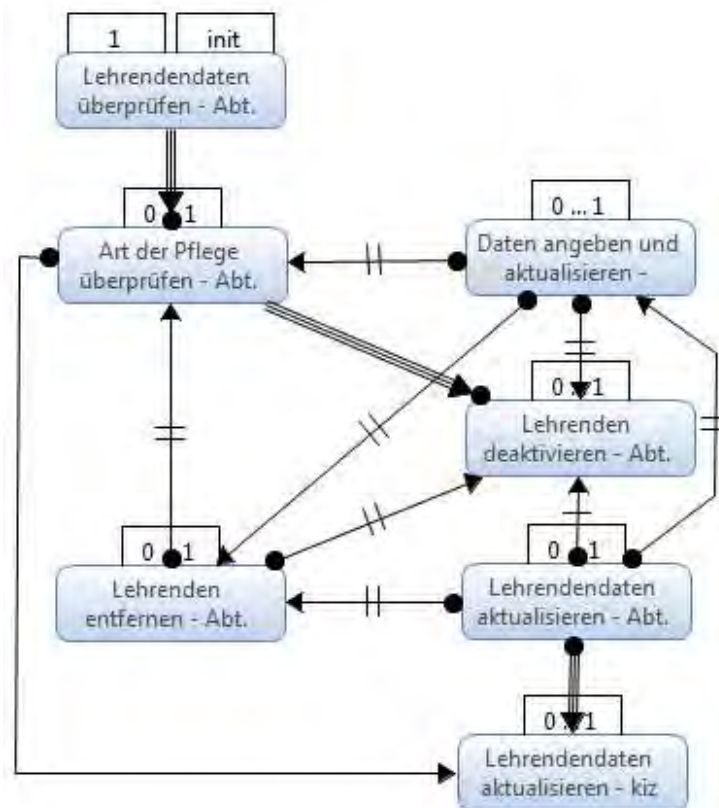 1 init
Lehrendendaten
überprüfen - Abt.
0 1
Art der Pflege
überprüfen - Abt.
0 ... 1
Daten angeben und
aktualisieren -
0 ... 1
Lehrenden
deaktivieren - Abt.
0 1
Lehrenden
entfernen - Abt.
0 1
Lehrendendaten
aktualisieren - Abt.
0 ... 1
Lehrendendaten
aktualisieren - kiz